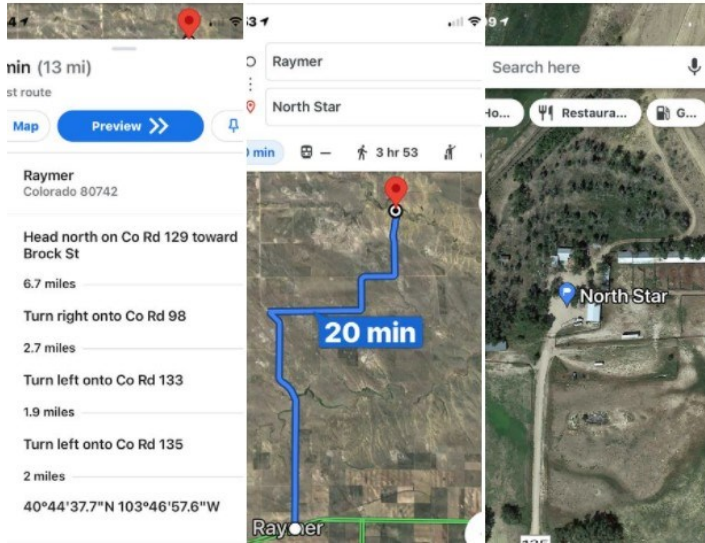 min (13 mi)
st route
Map
Preview
Raymer
Colorado 80742
Head north on Co Rd 129 toward
Brock St
6.7 miles
Turn right onto Co Rd 98
2.7 miles
Turn left onto Co Rd 133
1.9 miles
Turn left onto Co Rd 135
2 miles
40°44'37.7"N 103°46'57.6"W
Raymer
North Star
min
3 hr 53
20 min
Raymer
Search here
Restaura...
G...
North Star